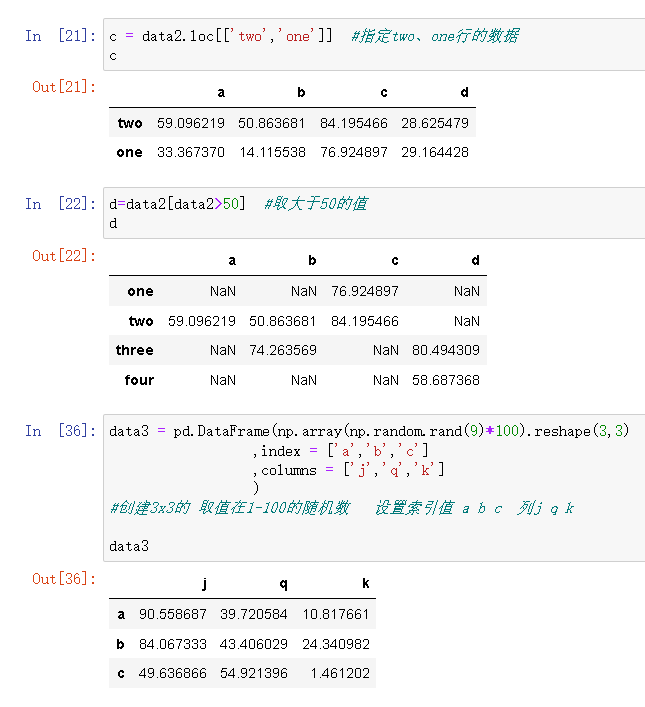 In [21]: c = data2.loc[['two','one']]  #指定two、one行的数据
c
Out[21]:
a b c d
two 59.096219 50.863681 84.195466 28.625479
one 33.367370 14.115538 76.924897 29.164428
In [22]: d=data2[data2>50]  #取大于50的值
d
Out[22]:
a b c d
one NaN NaN 76.924897 NaN
two 59.096219 50.863681 84.195466 NaN
three NaN 74.263569 NaN 80.494309
four NaN NaN NaN 58.687368
In [36]: data3 = pd.DataFrame(np.array(np.random.rand(9)*100).reshape(3,3)
,index = ['a','b','c']
,columns = ['j','q','k']
)
#创建3x3的 取值在1-100的随机数   设置索引值 a b c  列j q k
data3
Out[36]:
j q k
a 90.558687 39.720584 10.817661
b 84.067333 43.406029 24.340982
c 49.636866 54.921396 1.461202